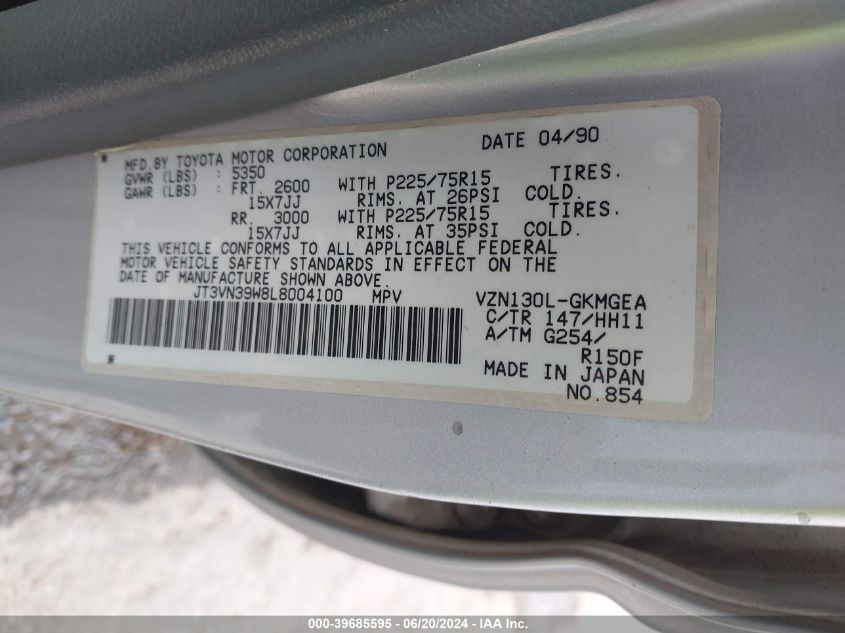 MFD.BY TOYOTA MOTOR CORPORATION DATE 04/90
GVWR (LBS) : 5350
GAWR (LBS) : FRT. 2600 WITH P225/75R15 TIRES.
15X7JJ RIMS. AT 26PSI COLD.
RR. 3000 WITH P225/75R15 TIRES.
15X7JJ RIMS. AT 35PSI COLD.
THIS VEHICLE CONFORMS TO ALL APPLICABLE FEDERAL
MOTOR VEHICLE SAFETY STANDARDS IN EFFECT ON THE
DATE OF MANUFACTURE SHOWN ABOVE.
JT3VN39W8L8004100 MPV VZN130L-GKMGEA
C/TR 147/HH11
A/TM G254/
R150F
MADE IN JAPAN
NO.854
000-39685595 - 06/20/2024 - IAA Inc.